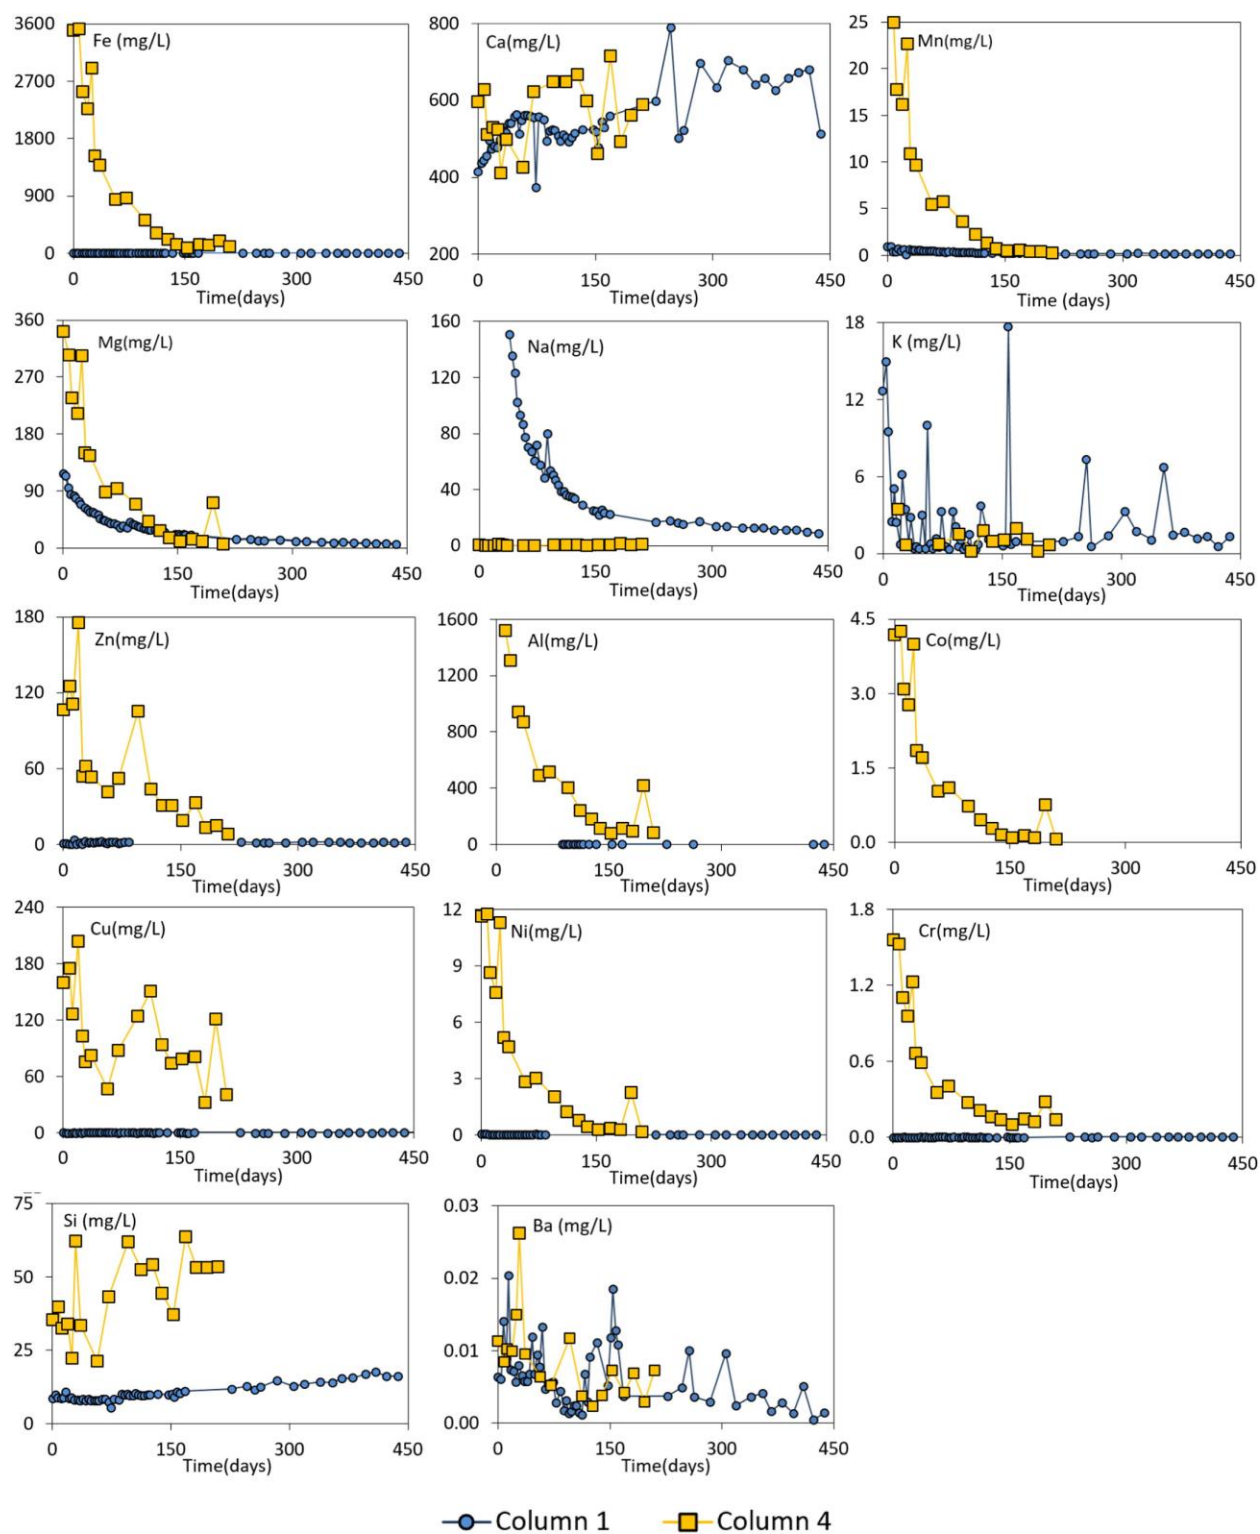 Fe (mg/L)
3600
2700
1800
900
0
0 150 300 450
Time(days)
Ca(mg/L)
800
600
400
200
0 150 300 450
Time(days)
Mn(mg/L)
25
20
15
10
5
0
0 150 300 450
Time (days)
Mg(mg/L)
360
270
180
90
0
0 150 300 450
Time(days)
Na(mg/L)
160
120
80
40
0
0 150 300 450
Time(days)
K (mg/L)
18
12
6
0
0 150 300 450
Time(days)
Zn(mg/L)
180
120
60
0
0 150 300 450
Time(days)
Al(mg/L)
1600
1200
800
400
0
0 150 300 450
Time(days)
Co(mg/L)
4.5
3.0
1.5
0.0
0 150 300 450
Time(days)
Cu(mg/L)
240
180
120
60
0
0 150 300 450
Time(days)
Ni(mg/L)
12
9
6
3
0
0 150 300 450
Time(days)
Cr(mg/L)
1.8
1.2
0.6
0.0
0 150 300 450
Time(days)
Si (mg/L)
75
50
25
0
0 150 300 450
Time(days)
Ba (mg/L)
0.03
0.02
0.01
0.00
0 150 300 450
Time(days)
Column 1 Column 4